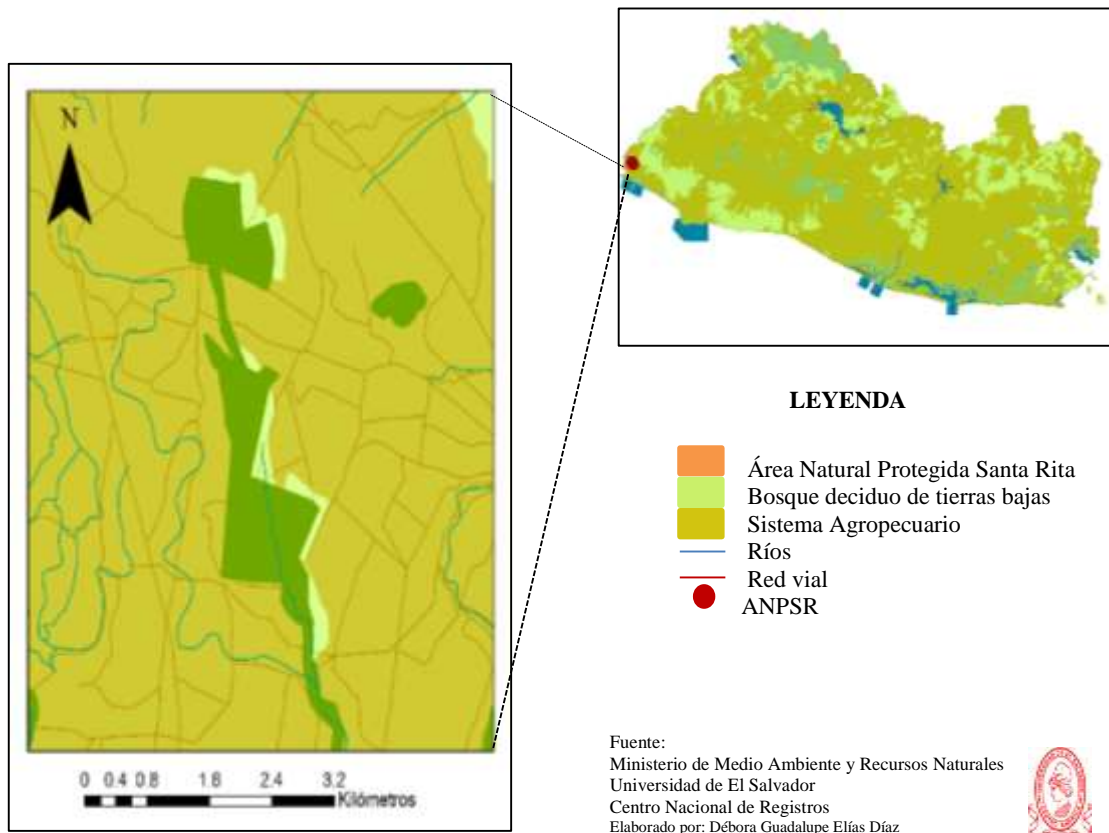 N
0 0.4 0.8 1.6 2.4 3.2
Kilómetros
LEYENDA
Área Natural Protegida Santa Rita
Bosque deciduo de tierras bajas
Sistema Agropecuario
Ríos
Red vial
ANPSR
Fuente:
Ministerio de Medio Ambiente y Recursos Naturales
Universidad de El Salvador
Centro Nacional de Registros
Elaborado por: Débora Guadalupe Elías Díaz